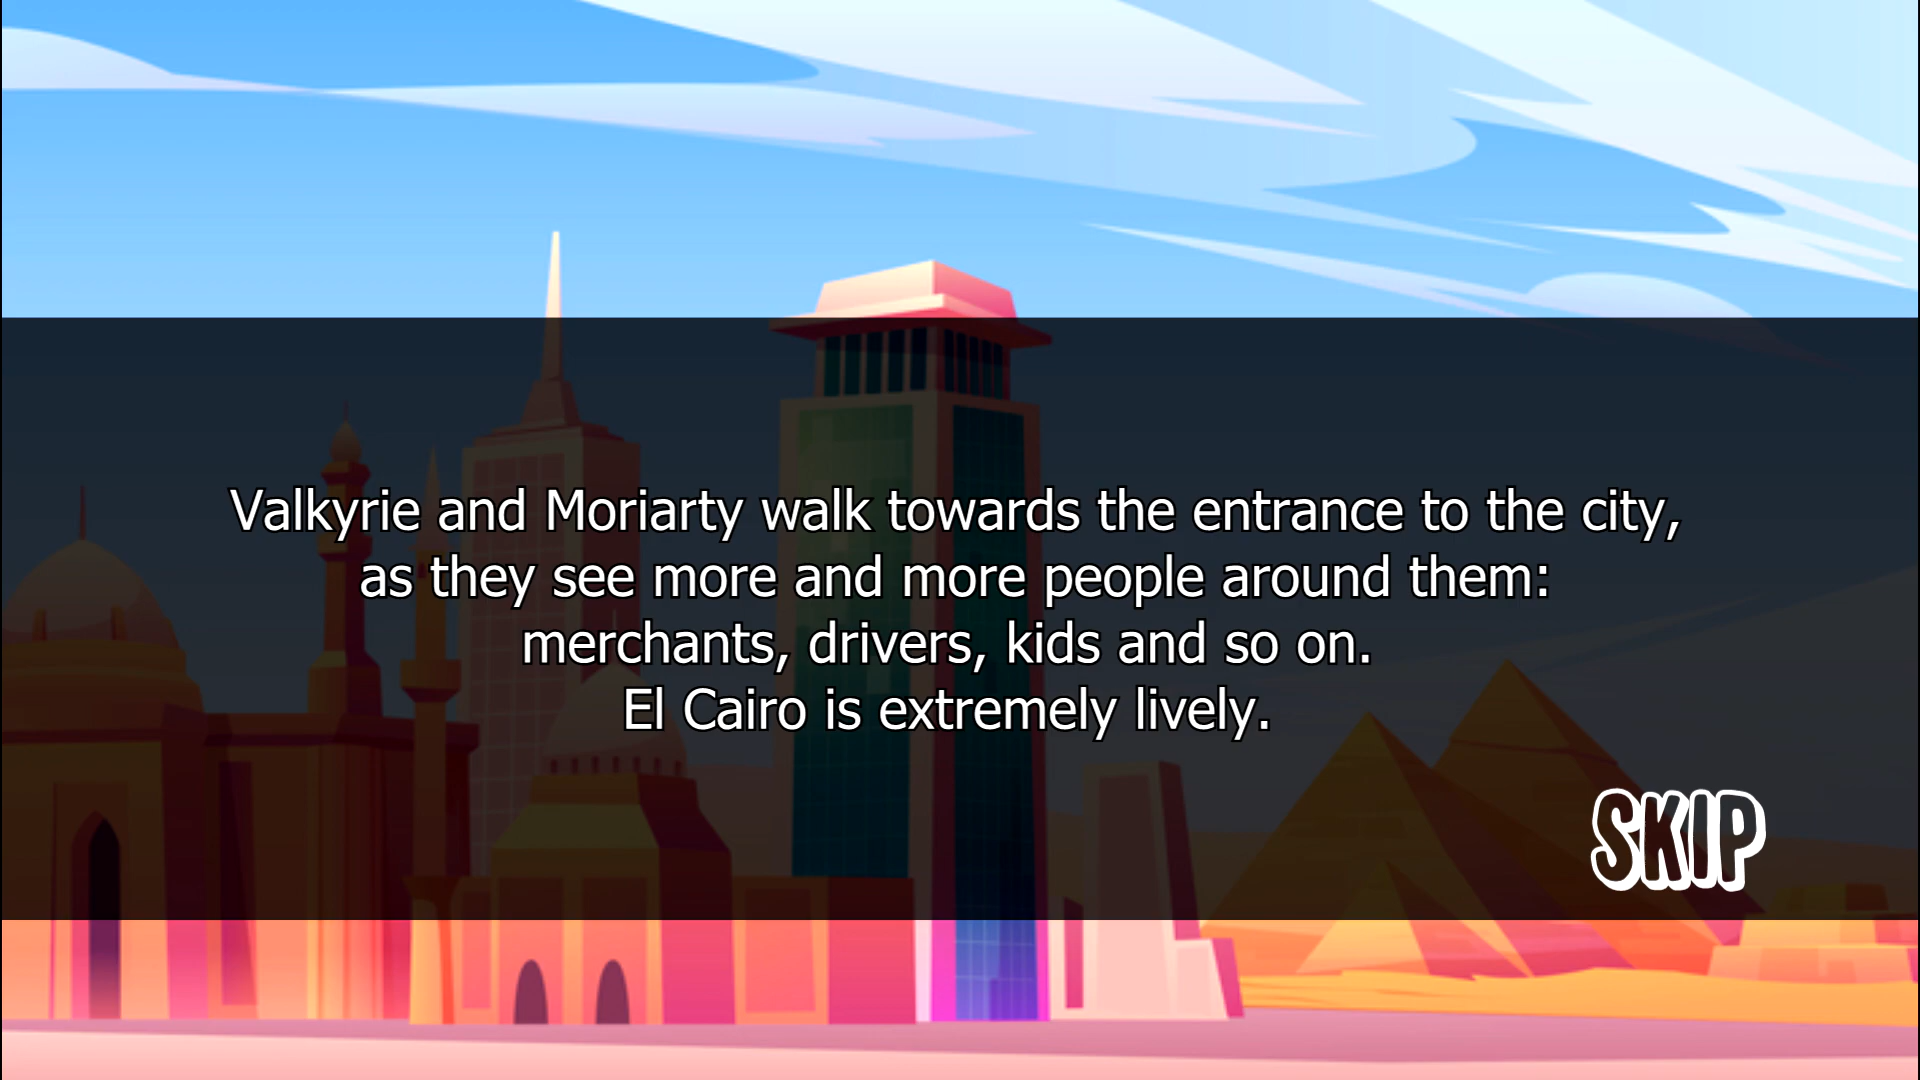 Valkyrie and Moriarty walk towards the entrance to the city,
as they see more and more people around them:
merchants, drivers, kids and so on.
El Cairo is extremely lively.
SKIP